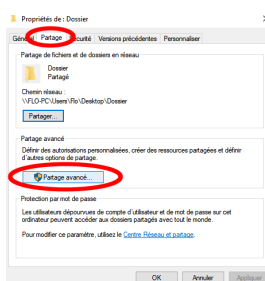 Propriétés de : Dossier
Général Partage Sécurité Versions précédentes Personnaliser
Partage de fichiers et de dossiers en réseau
Dossier
Partagé
Chemin réseau :
\\FLO-PC\Users\Flo\Desktop\Dossier
Partager...
Partage avancé
Définir des autorisations personnalisées, créer des ressources partagées et définir
d'autres options de partage.
Partage avancé...
Protection par mot de passe
Les utilisateurs dépourvues de compte d'utilisateur et de mot de passe sur cet
ordinateur peuvent accéder aux dossiers partagés avec tout le monde.
Pour modifier ce paramètre, utilisez le Centre Réseau et partage.
OK Annuler Appliquer